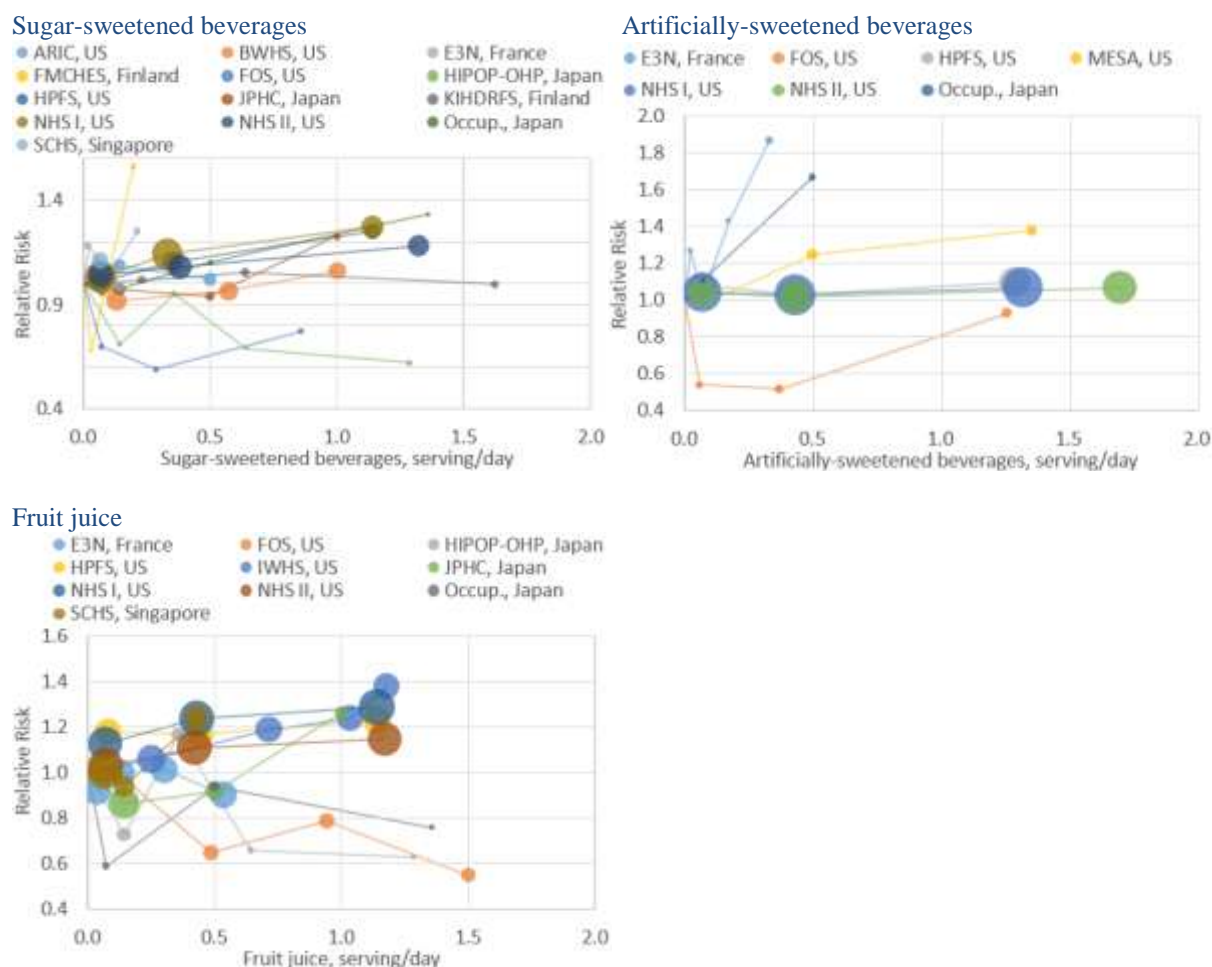 Sugar-sweetened beverages
ARIC, US BWHS, US E3N, France
FMCHES, Finland FOS, US HIPOP-OHP, Japan
HPFS, US JPHC, Japan KIHDRFS, Finland
NHS I, US NHS II, US Occup., Japan
SCHS, Singapore
1.4
0.9
0.4
Relative Risk
0.0 0.5 1.0 1.5 2.0
Sugar-sweetened beverages, serving/day
Artificially-sweetened beverages
E3N, France FOS, US HPFS, US MESA, US
NHS I, US NHS II, US Occup., Japan
2.0
1.8
1.6
1.4
1.2
1.0
0.8
0.6
0.4
Relative Risk
0.0 0.5 1.0 1.5 2.0
Artificially-sweetened beverages, serving/day
Fruit juice
E3N, France FOS, US HIPOP-OHP, Japan
HPFS, US IWHS, US JPHC, Japan
NHS I, US NHS II, US Occup., Japan
SCHS, Singapore
1.6
1.4
1.2
1.0
0.8
0.6
0.4
Relative Risk
0.0 0.5 1.0 1.5 2.0
Fruit juice, serving/day